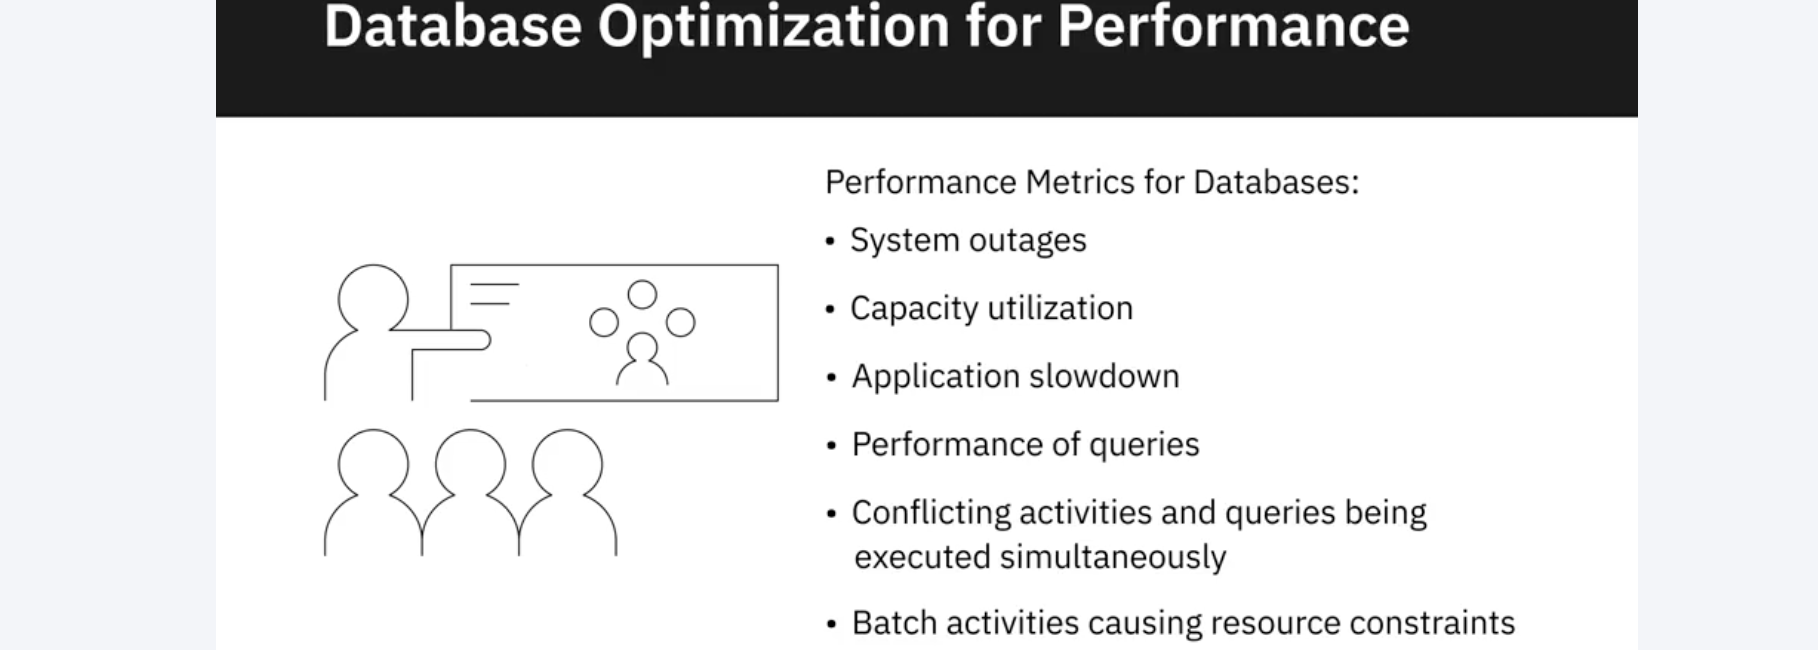 Database Optimization for Performance
Performance Metrics for Databases:
• System outages
• Capacity utilization
• Application slowdown
• Performance of queries
• Conflicting activities and queries being
executed simultaneously
• Batch activities causing resource constraints